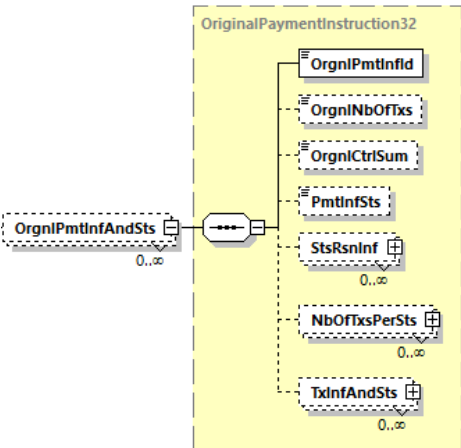 OriginalPaymentInstruction32
OrgnlPmtInfId
OrgnlNbOfTxs
OrgnlCtrlSum
PmtInfSts
OrgnlPmtInfAndSts
0..∞
StsRsnInf
0..∞
NbOfTxsPerSts
0..∞
TxInfAndSts
0..∞